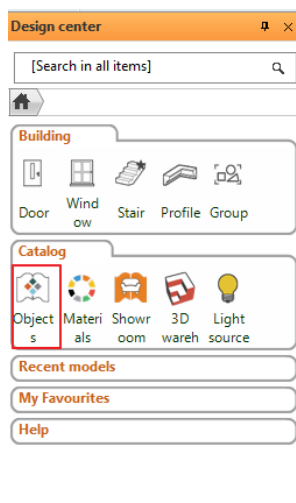 Design center
[Search in all items]
Building
Door Wind
ow Stair Profile Group
Catalog
Object
s Materi
als Showr
oom 3D
wareh Light
source
Recent models
My Favourites
Help